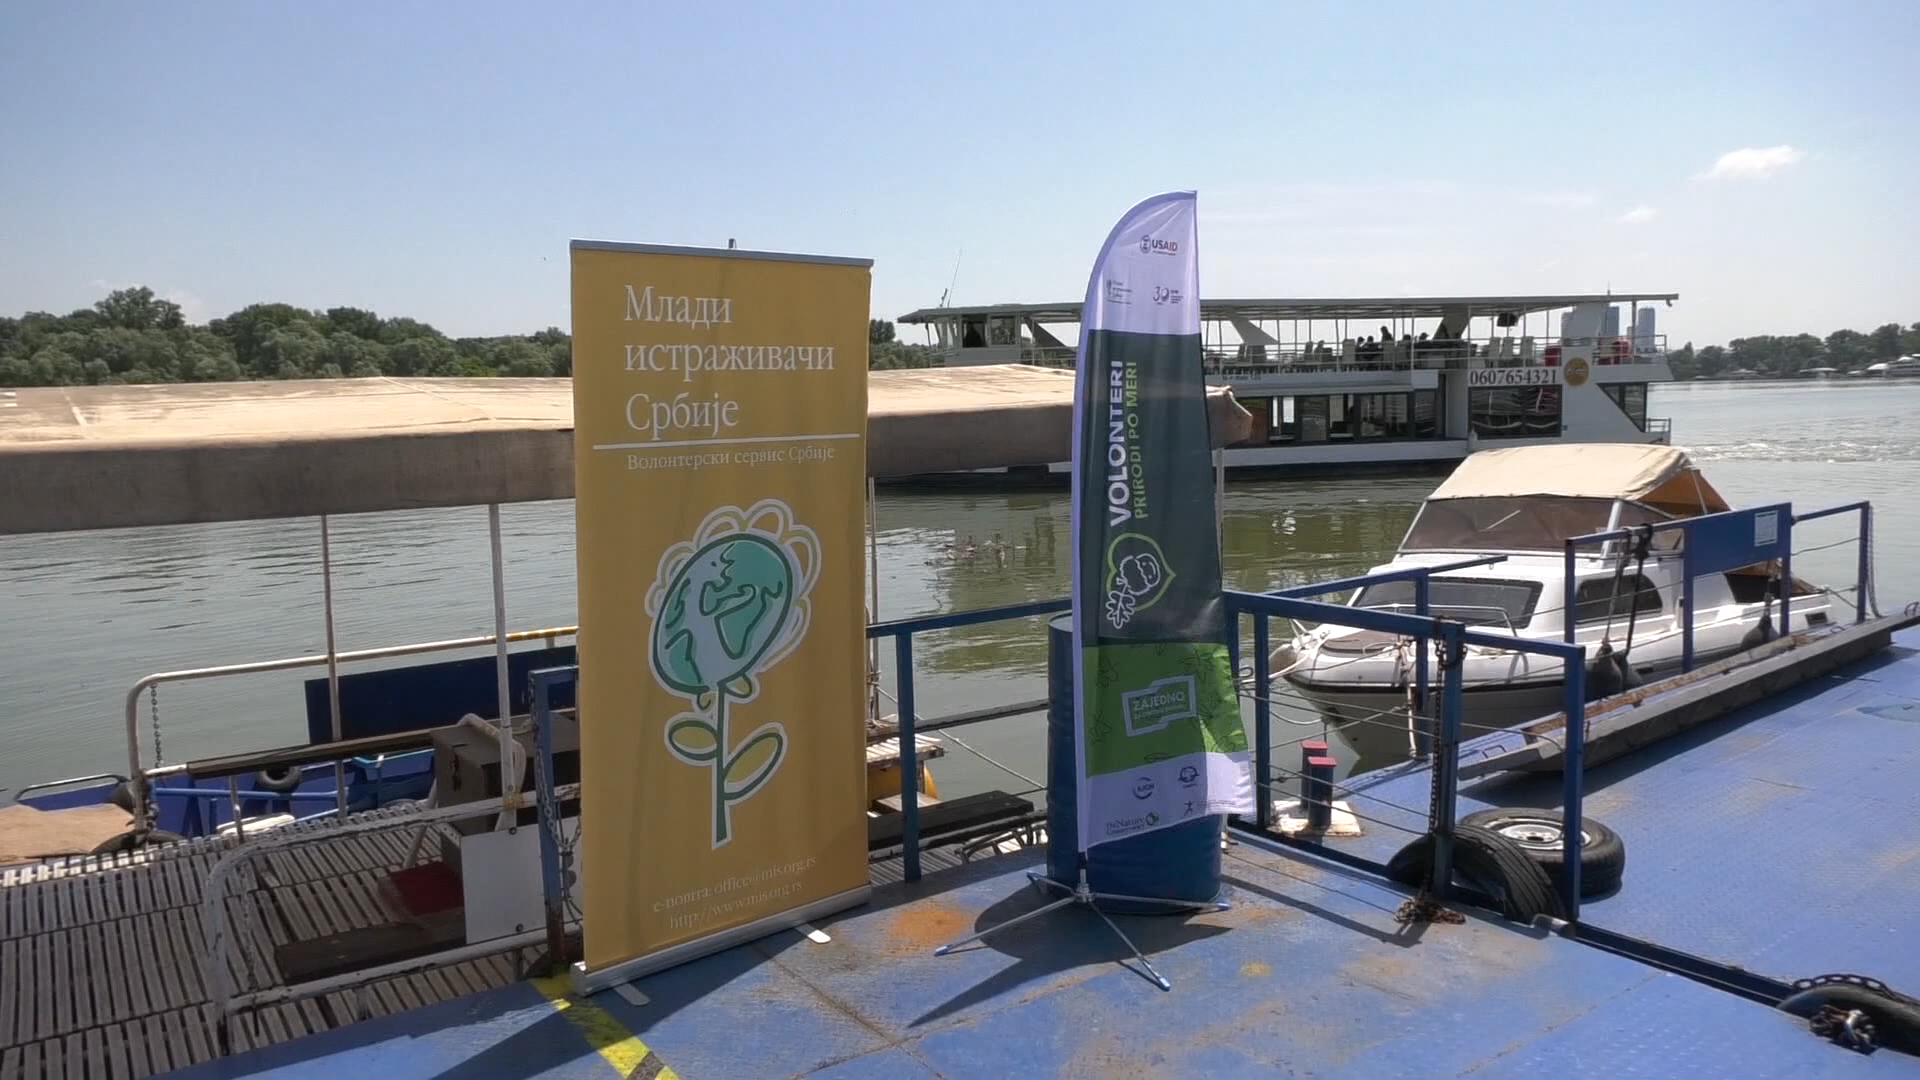 Млади
истраживачи
Србије
Волонтерски сервис Србије
е-пошта: office@mis.org.rs
http://www.mis.org.rs
USAID
30
VOLONTERI
PRIRODI PO MERI
ZAJEDNO
0607654321